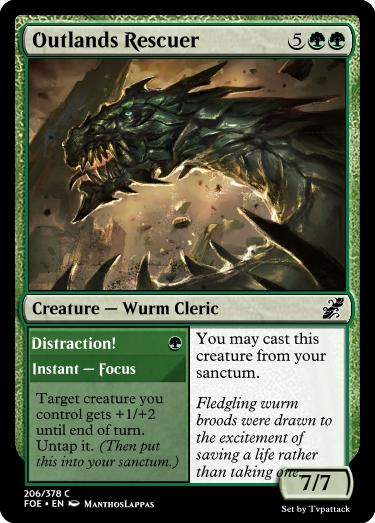 Outlands Rescuer 5
Creature — Wurm Cleric
Distraction!
Instant — Focus
Target creature you
control gets +1/+2
until end of turn.
Untap it. (Then put
this into your sanctum.)
You may cast this
creature from your
sanctum.
Fledgling wurm
broods were drawn to
the excitement of
saving a life rather
than taking one.
7/7
206/378 C
FOE • EN MANTHOSLAPPAS
Set by Tvpattack